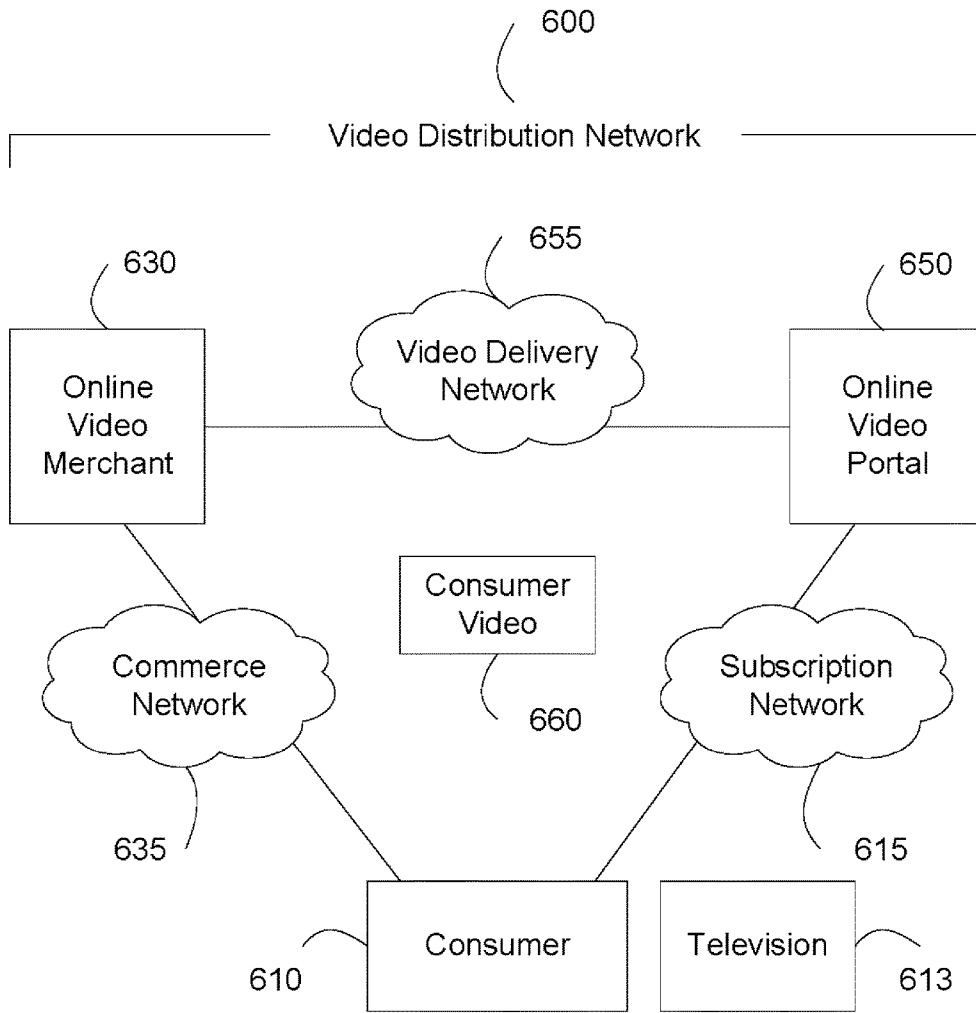 600
Video Distribution Network
655
630
650
Video Delivery
Network
Online
Video
Merchant
Online
Video
Portal
Consumer
Video
Commerce
Network
Subscription
Network
660
635
615
Consumer
Television
610
613